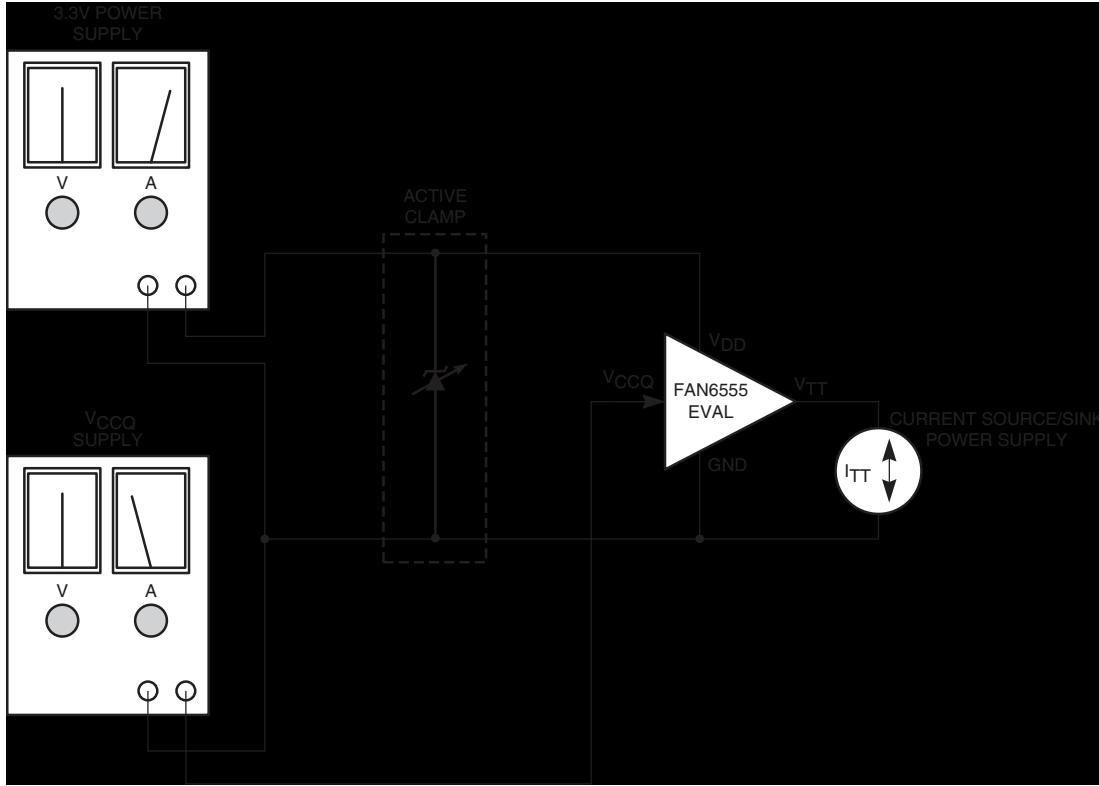 3.3V POWER
SUPPLY
V
A
ACTIVE
CLAMP
VDD
VCCQ
FAN6555
EVAL
VTT
GND
CURRENT SOURCE/SINK
POWER SUPPLY
ITT
VCCQ
SUPPLY
V
A